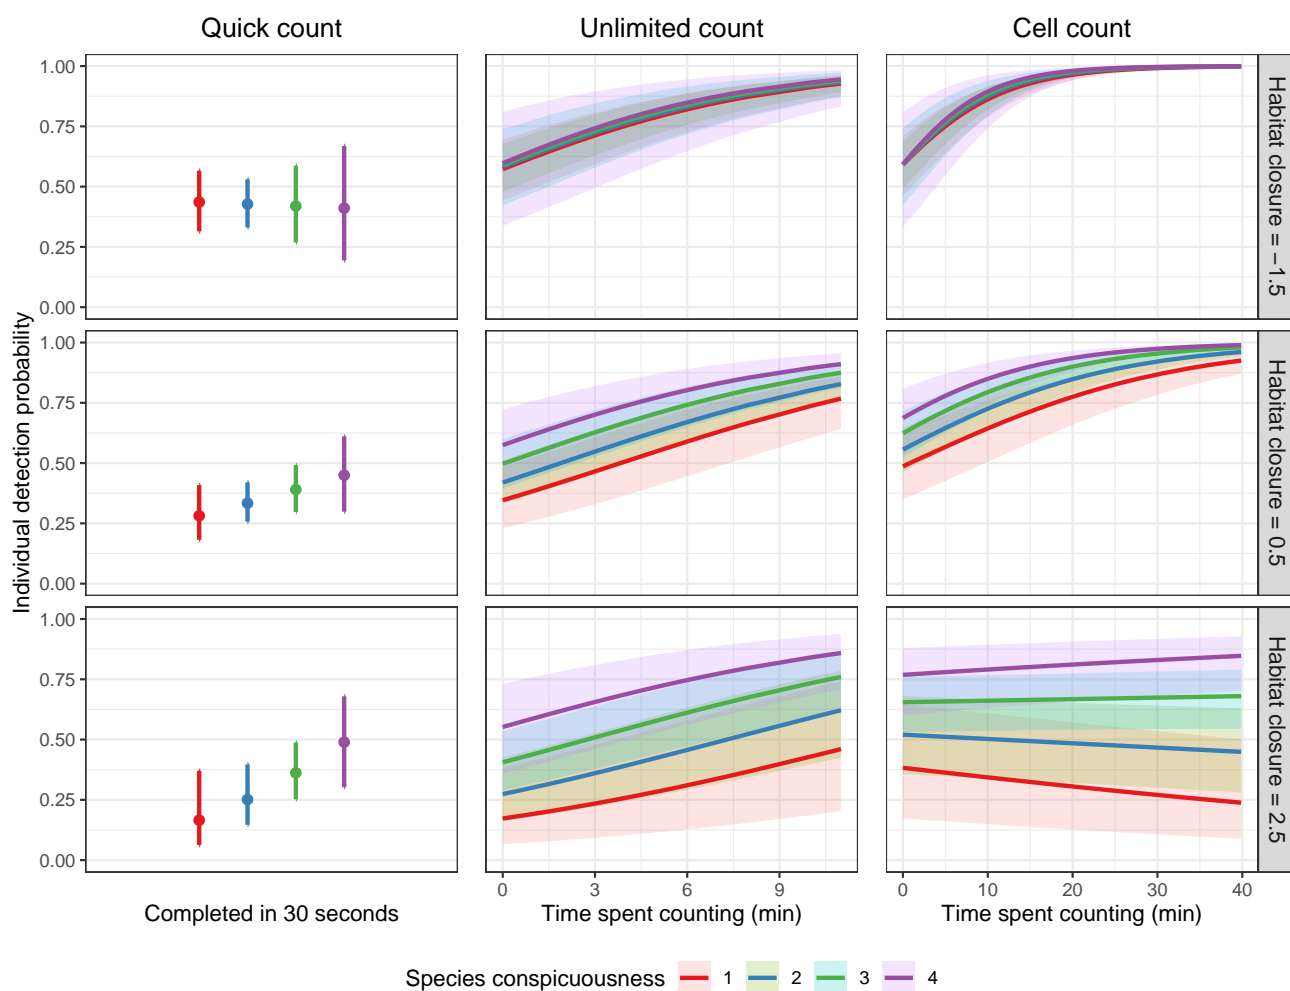 Quick count
Unlimited count
Cell count
Individual detection probability
1.00
0.75
0.50
0.25
0.00
Habitat closure = −1.5
1.00
0.75
0.50
0.25
0.00
Habitat closure = 0.5
1.00
0.75
0.50
0.25
0.00
Habitat closure = 2.5
0 3 6 9
0 10 20 30 40
Completed in 30 seconds
Time spent counting (min)
Time spent counting (min)
Species conspicuousness 1 2 3 4